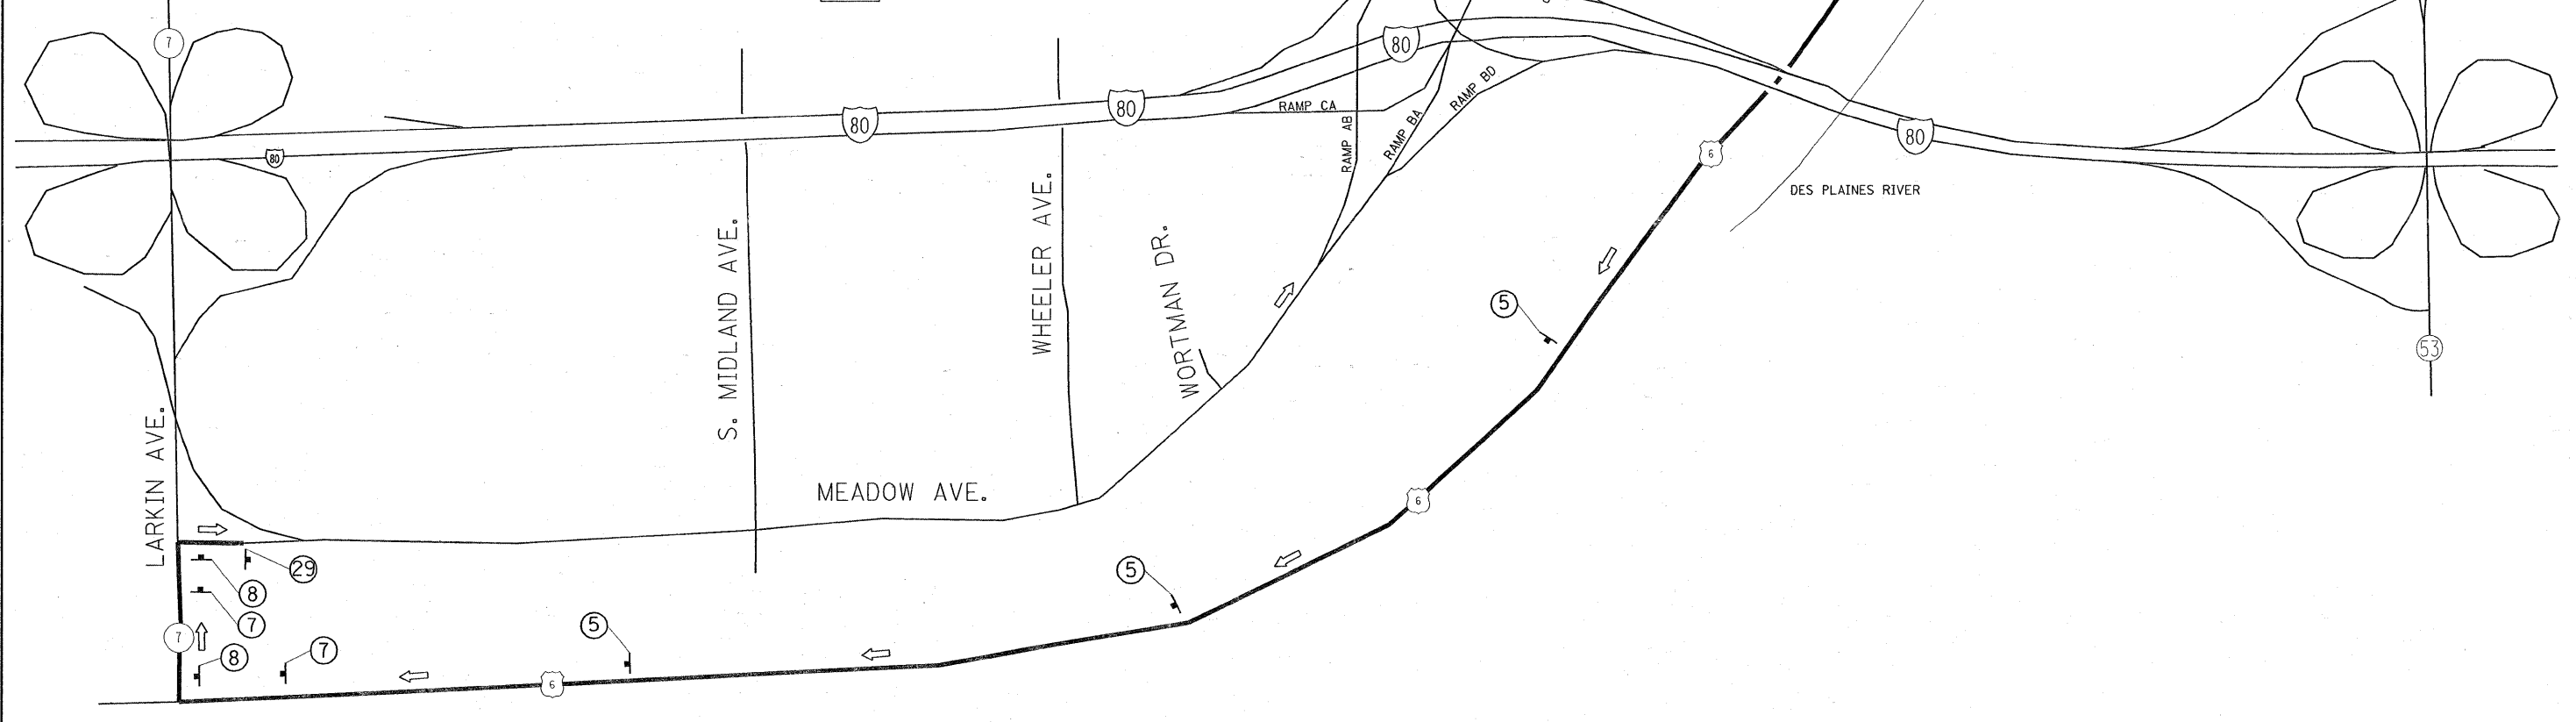 7
80
80
80
80
80
RAMP CA
RAMP AB
RAMP BA
RAMP BD
6
DES PLAINES RIVER
S. MIDLAND AVE.
WHEELER AVE.
WORTMAN DR.
5
53
LARKIN AVE.
MEADOW AVE.
6
29
8
7
5
5
7
8
7
6